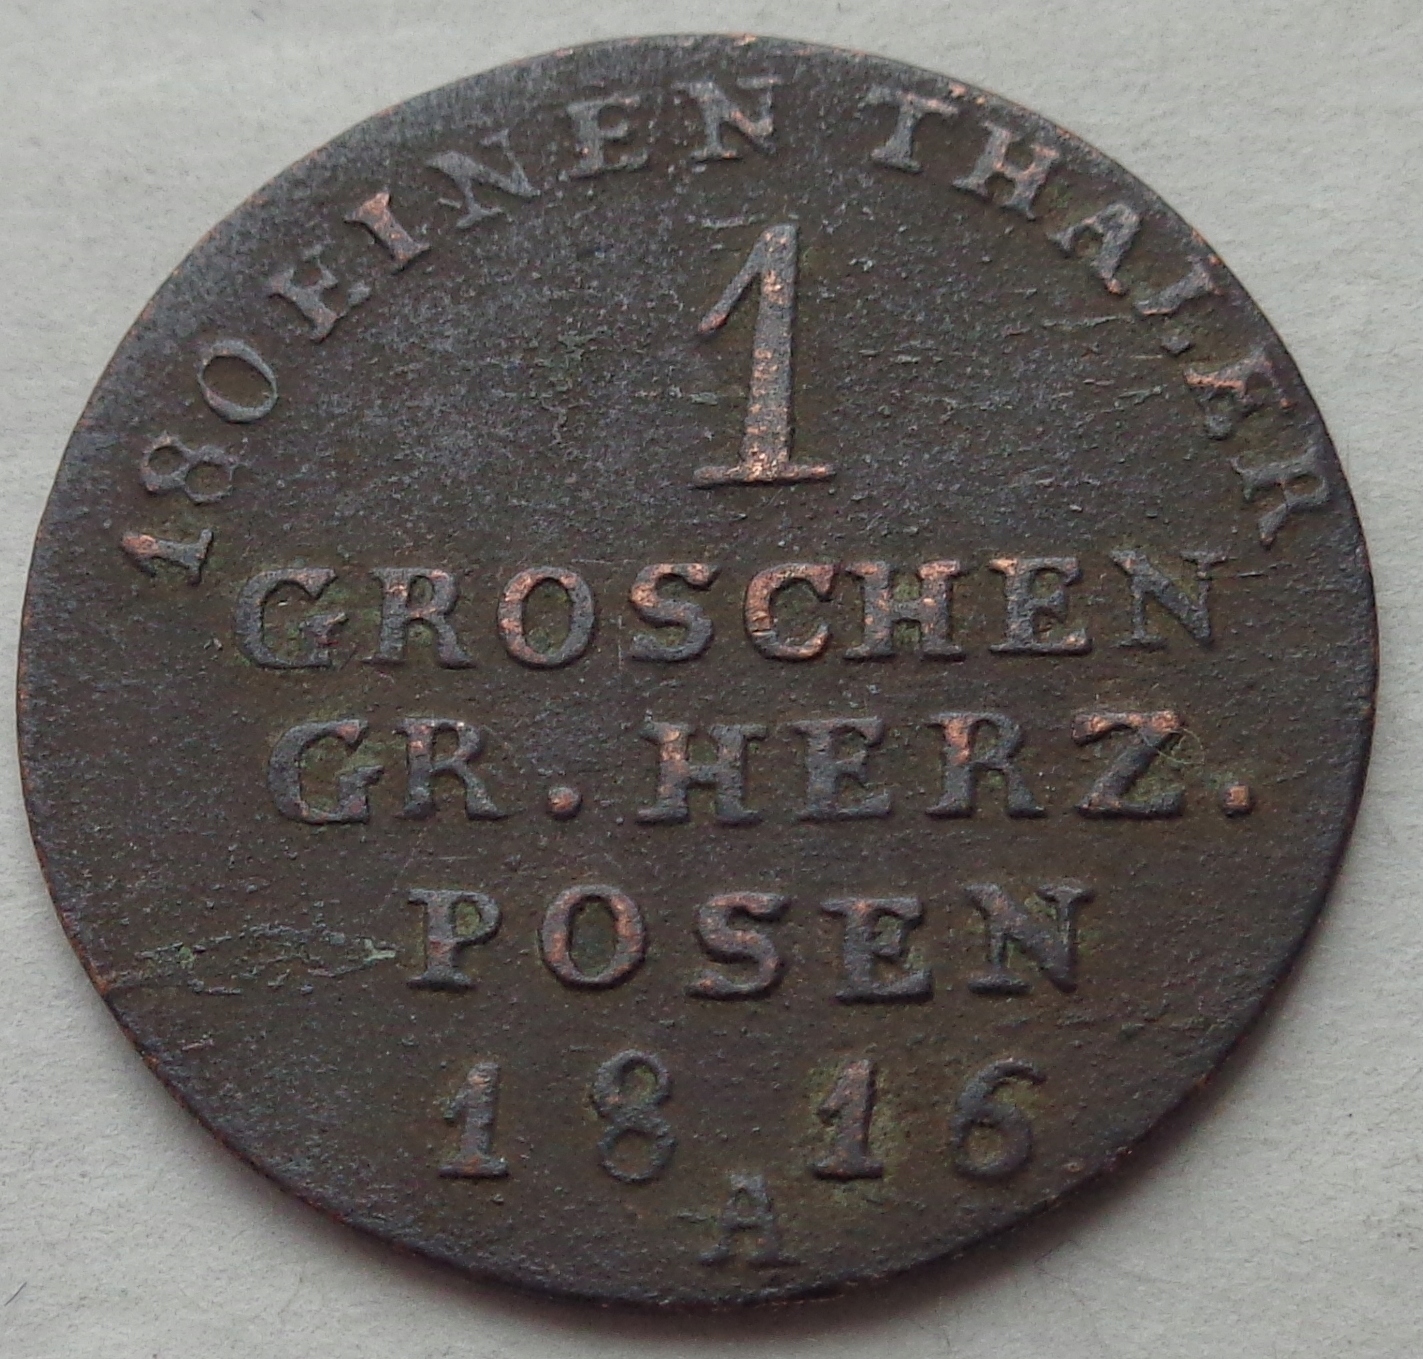 180 EINEN THALER
1
GROSCHEN
GR. HERZ.
POSEN
1816
A